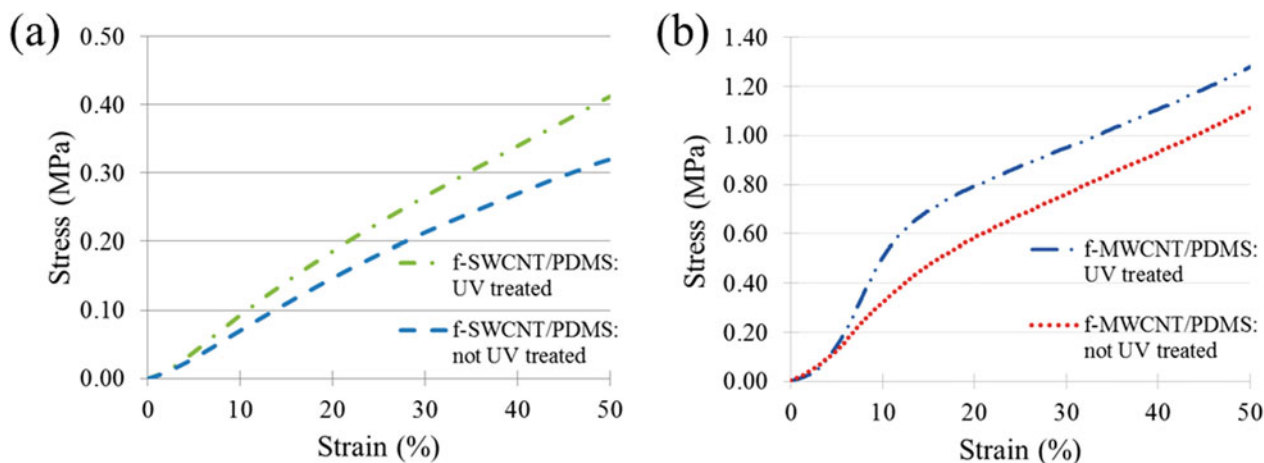 (a)
0.50
0.40
0.30
0.20
0.10
0.00
Stress (MPa)
0 10 20 30 40 50
Strain (%)
f-SWCNT/PDMS:
UV treated
f-SWCNT/PDMS:
not UV treated
(b)
1.40
1.20
1.00
0.80
0.60
0.40
0.20
0.00
Stress (MPa)
0 10 20 30 40 50
Strain (%)
f-MWCNT/PDMS:
UV treated
f-MWCNT/PDMS:
not UV treated